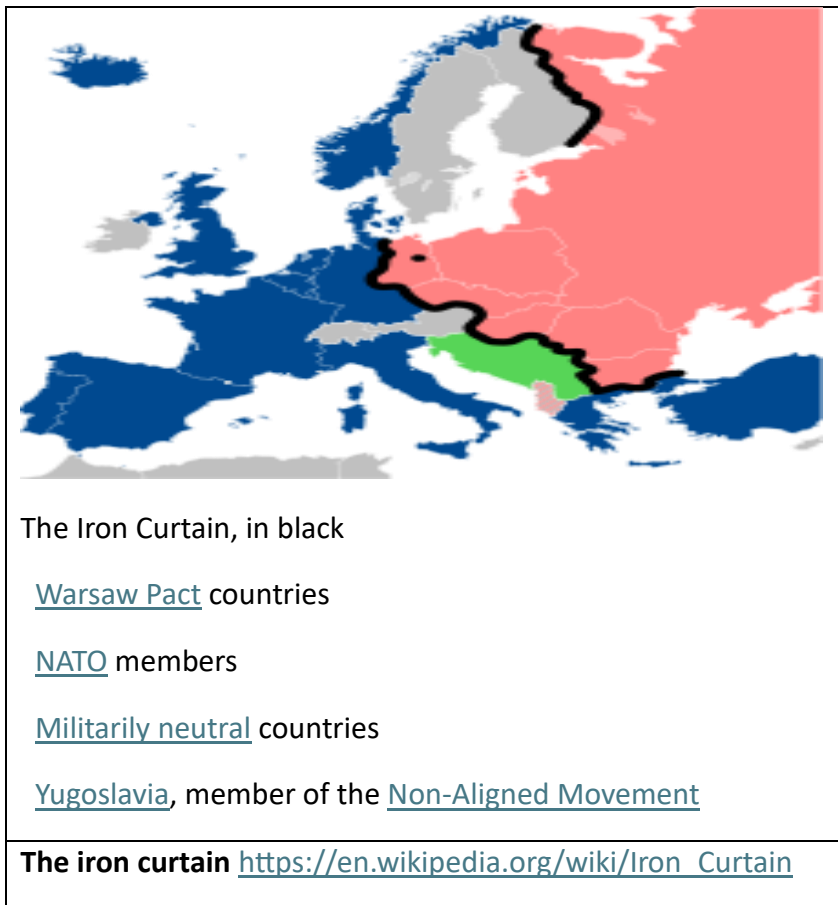 The Iron Curtain, in black
Warsaw Pact countries
NATO members
Militarily neutral countries
Yugoslavia, member of the Non-Aligned Movement
The iron curtain https://en.wikipedia.org/wiki/Iron_Curtain